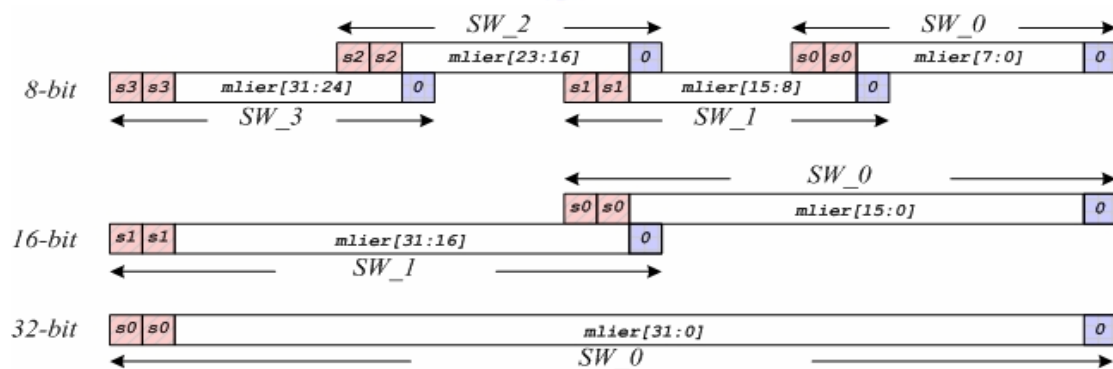 SW_2 SW_0
s2 s2 mlier[23:16] 0 s0 s0 mlier[7:0] 0
8-bit s3 s3 mlier[31:24] 0 s1 s1 mlier[15:8] 0
SW_3 SW_1
SW_0
s0 s0 mlier[15:0] 0
16-bit s1 s1 mlier[31:16] 0
SW_1
32-bit s0 s0 mlier[31:0] 0
SW_0